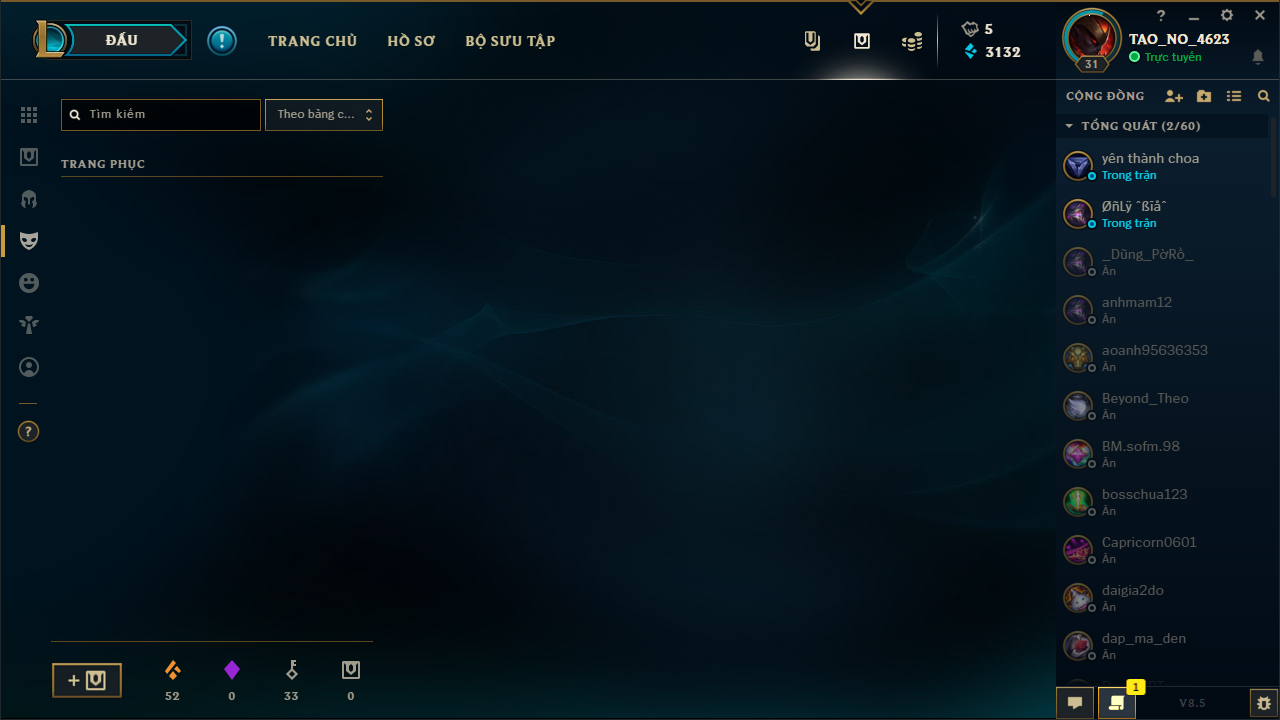 ĐẤU
!
TRANG CHỦ
HỒ SƠ
BỘ SƯU TẬP
5
3132
?
31
TAO_NO_4623
Trực tuyến
Tìm kiếm
Theo bảng c...
TRANG PHỤC
?
52
0
33
0
CỘNG ĐỒNG
TỔNG QUÁT (2/60)
yên thành choa
Trong trận
ØñLÿ ˆßïåˆ
Trong trận
_Dũng_PờRồ_
Ẩn
anhmam12
Ẩn
aoanh95636353
Ẩn
Beyond_Theo
Ẩn
BM.sofm.98
Ẩn
bosschua123
Ẩn
Capricorn0601
Ẩn
daigia2do
Ẩn
dap_ma_den
Ẩn
1
V8.5